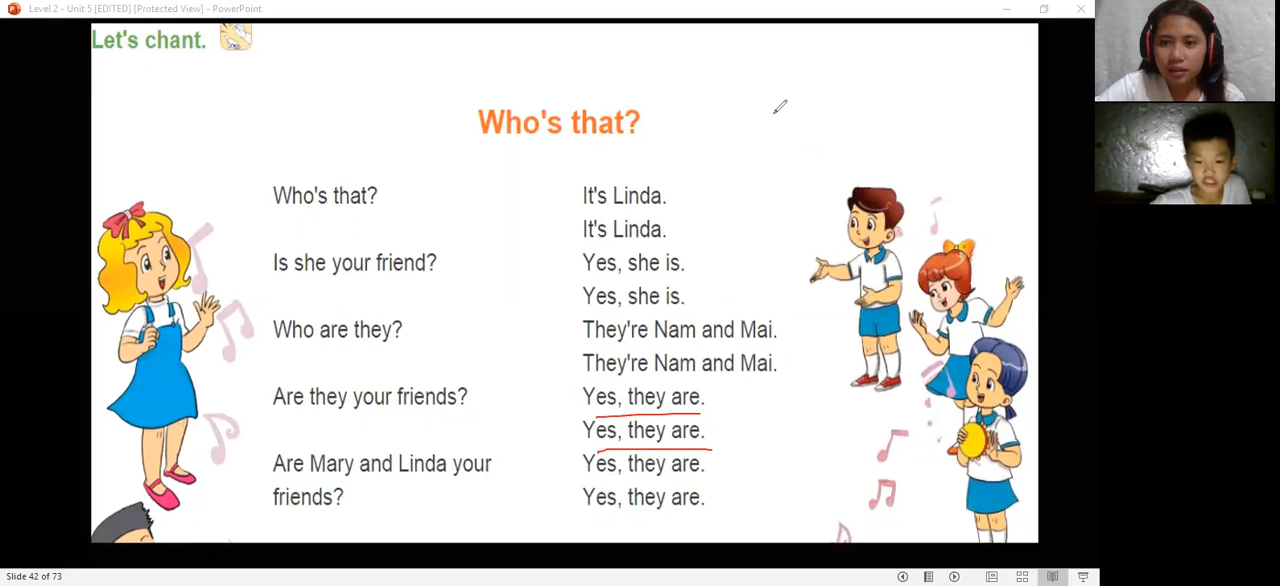 Level 2 - Unit 5 [EDITED] [Protected View] - PowerPoint
Let's chant.
Who's that?
Who's that? It's Linda.
It's Linda.
Is she your friend? Yes, she is.
Yes, she is.
Who are they? They're Nam and Mai.
They're Nam and Mai.
Are they your friends? Yes, they are.
Yes, they are.
Are Mary and Linda your Yes, they are.
friends? Yes, they are.
Slide 42 of 73